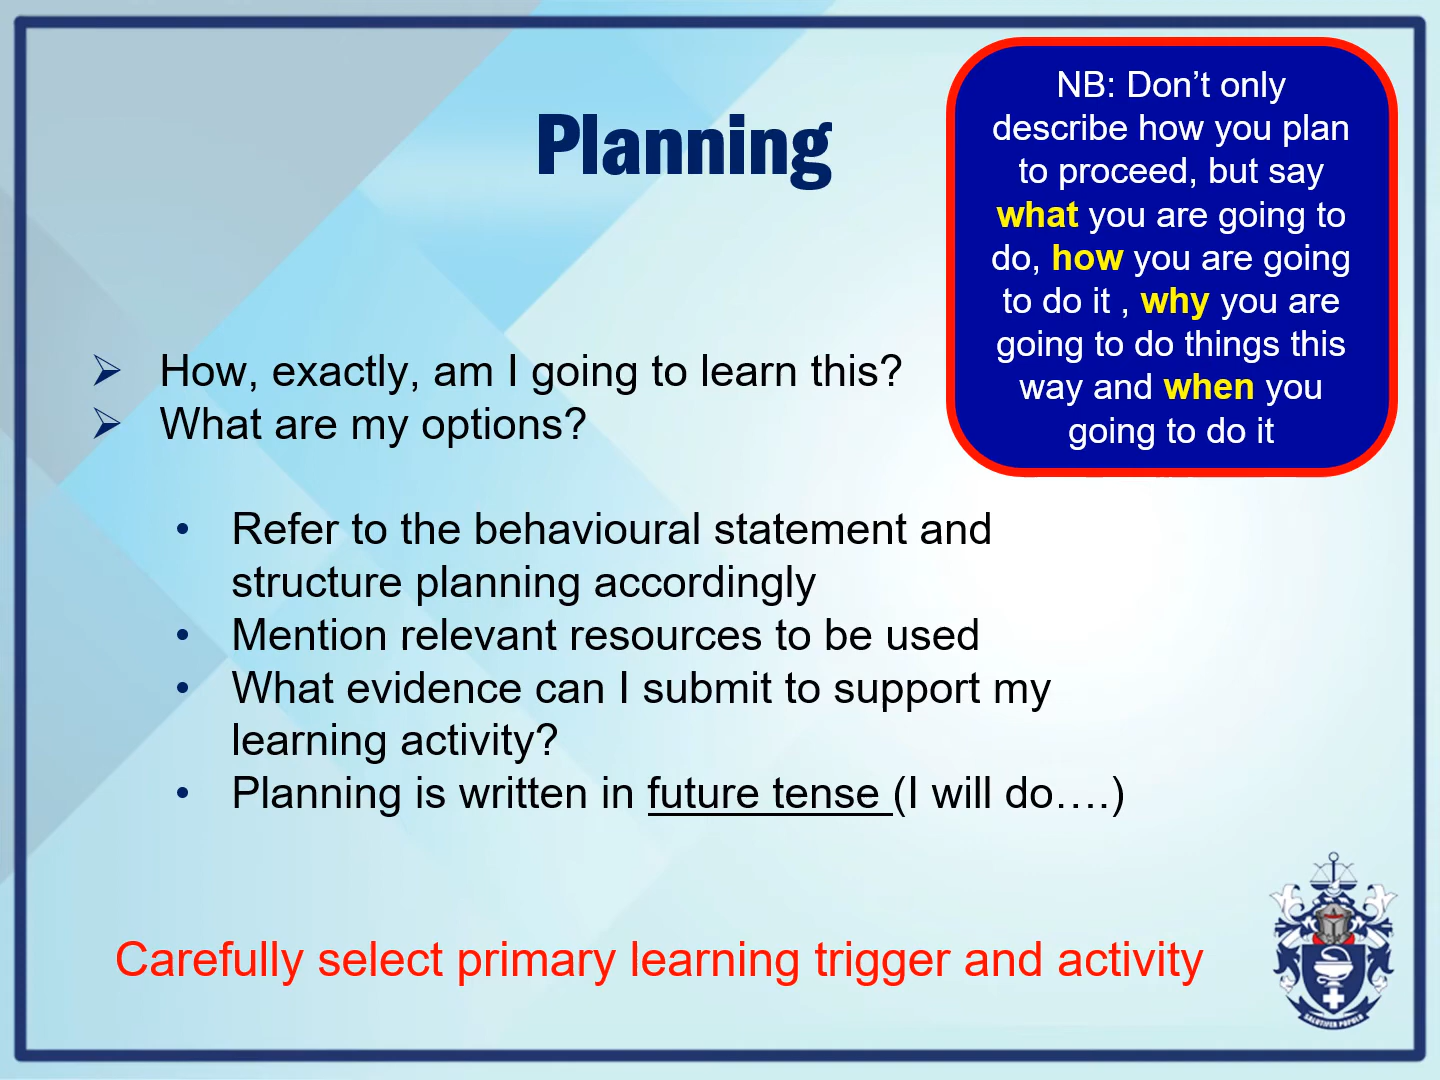 Planning
NB: Don’t only
describe how you plan
to proceed, but say
what you are going to
do, how you are going
to do it , why you are
going to do things this
way and when you
going to do it
➢ How, exactly, am I going to learn this?
➢ What are my options?
• Refer to the behavioural statement and
structure planning accordingly
• Mention relevant resources to be used
• What evidence can I submit to support my
learning activity?
• Planning is written in future tense (I will do….)
Carefully select primary learning trigger and activity
SALUTIFER POPULO